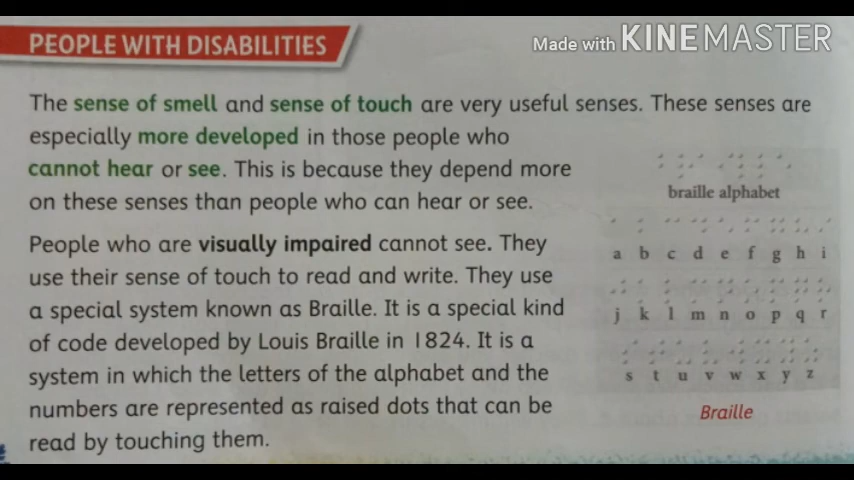 PEOPLE WITH DISABILITIES
Made with KINEMASTER
The sense of smell and sense of touch are very useful senses. These senses are
especially more developed in those people who
cannot hear or see. This is because they depend more
on these senses than people who can hear or see.
People who are visually impaired cannot see. They
use their sense of touch to read and write. They use
a special system known as Braille. It is a special kind
of code developed by Louis Braille in 1824. It is a
system in which the letters of the alphabet and the
numbers are represented as raised dots that can be
read by touching them.
braille alphabet
a b c d e f g h i
j k l m n o p q r
s t u v w x y z
Braille